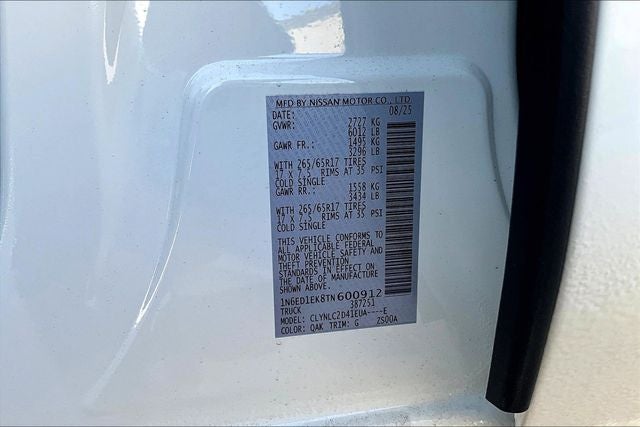 MFD BY NISSAN MOTOR CO., LTD.
DATE: 08/25
GVWR: 2727 KG
6012 LB
GAWR FR.: 1495 KG
3296 LB
WITH 265/65R17 TIRES
17 x 7.5 RIMS AT 35 PSI
COLD SINGLE
GAWR RR.: 1558 KG
3434 LB
WITH 265/65R17 TIRES
17 x 7.5 RIMS AT 35 PSI
COLD SINGLE
THIS VEHICLE CONFORMS TO
ALL APPLICABLE FEDERAL
MOTOR VEHICLE SAFETY AND
THEFT PREVENTION
STANDARDS IN EFFECT ON
THE DATE OF MANUFACTURE
SHOWN ABOVE.
1N6ED1EK8TN600912
TRUCK 387251
MODEL: CLYNLC2D41EUA----E
COLOR: QAK TRIM: G ZS00A